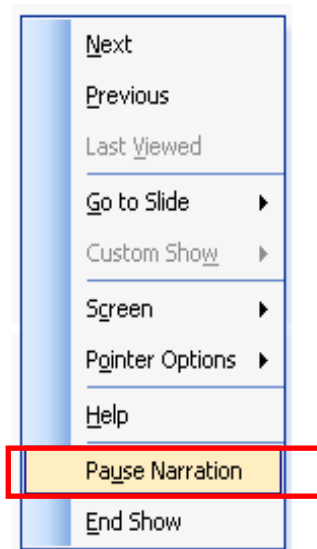 Next
Previous
Last Viewed
Go to Slide
Custom Show
Screen
Pointer Options
Help
Pause Narration
End Show